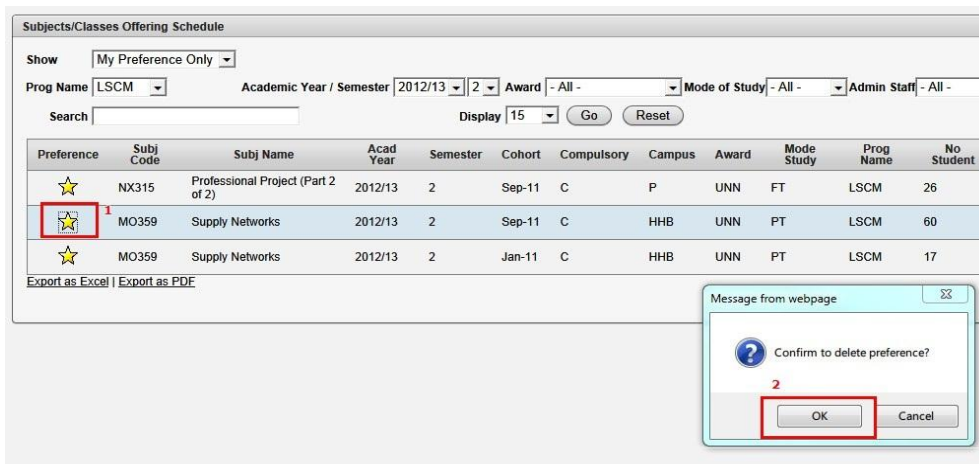 Subjects/Classes Offering Schedule
Show My Preference Only
Prog Name LSCM Academic Year / Semester 2012/13 2 Award - All - Mode of Study - All - Admin Staff - All -
Search Display 15 Go Reset
Preference Subj Code Subj Name Acad Year Semester Cohort Compulsory Campus Award Mode Study Prog Name No Student
NX315 Professional Project (Part 2 of 2) 2012/13 2 Sep-11 C P UNN FT LSCM 26
1
MO359 Supply Networks 2012/13 2 Sep-11 C HHB UNN PT LSCM 60
MO359 Supply Networks 2012/13 2 Jan-11 C HHB UNN PT LSCM 17
Export as Excel | Export as PDF
Message from webpage
Confirm to delete preference?
2
OK Cancel